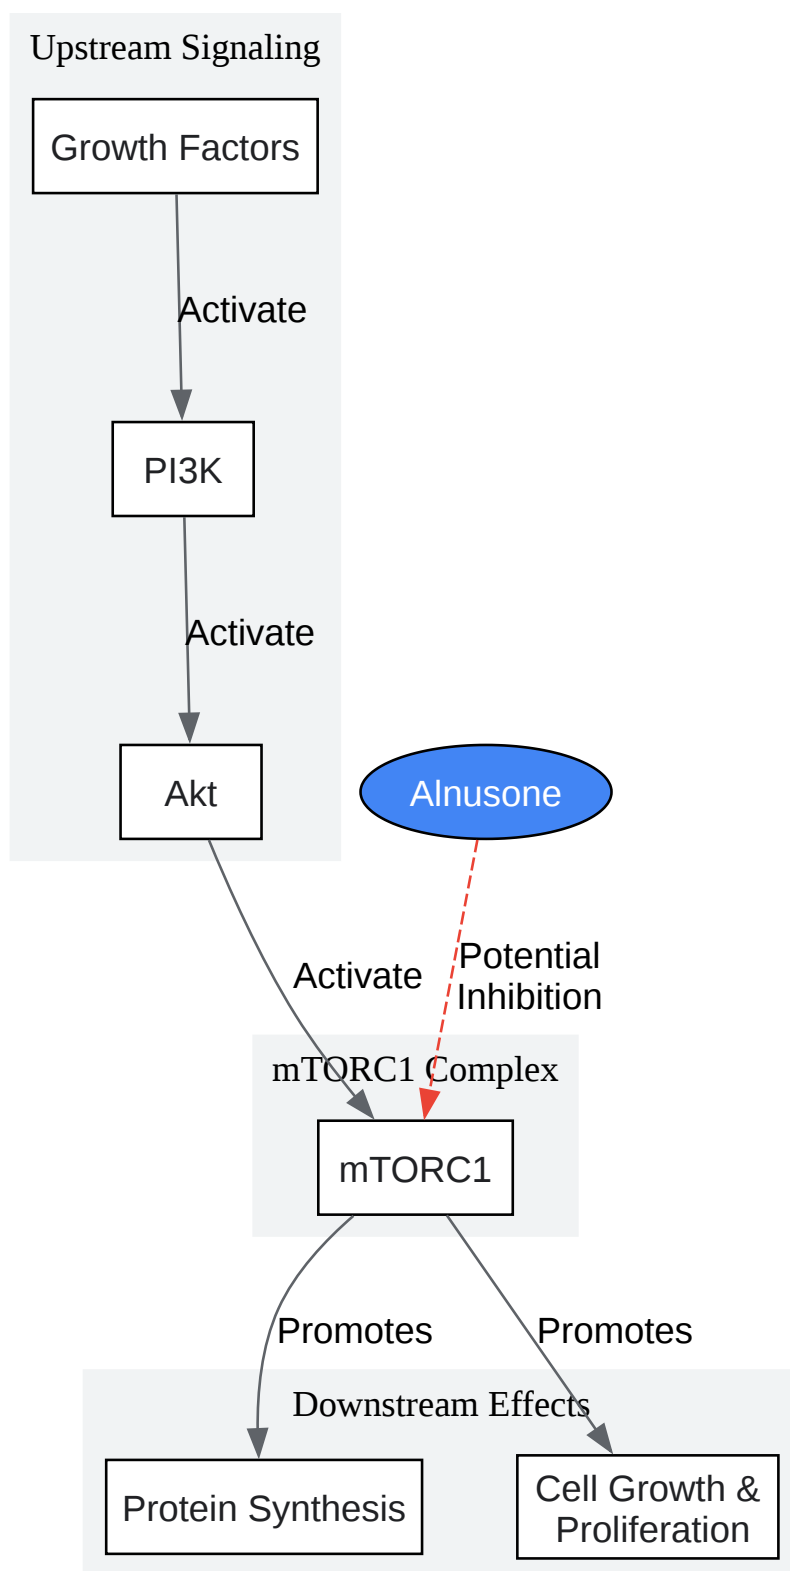 Upstream Signaling
Growth Factors
Activate
PI3K
Activate
Akt
Alnusone
Activate
Potential
Inhibition
mTORC1 Complex
mTORC1
Promotes
Promotes
Downstream Effects
Protein Synthesis
Cell Growth &
Proliferation